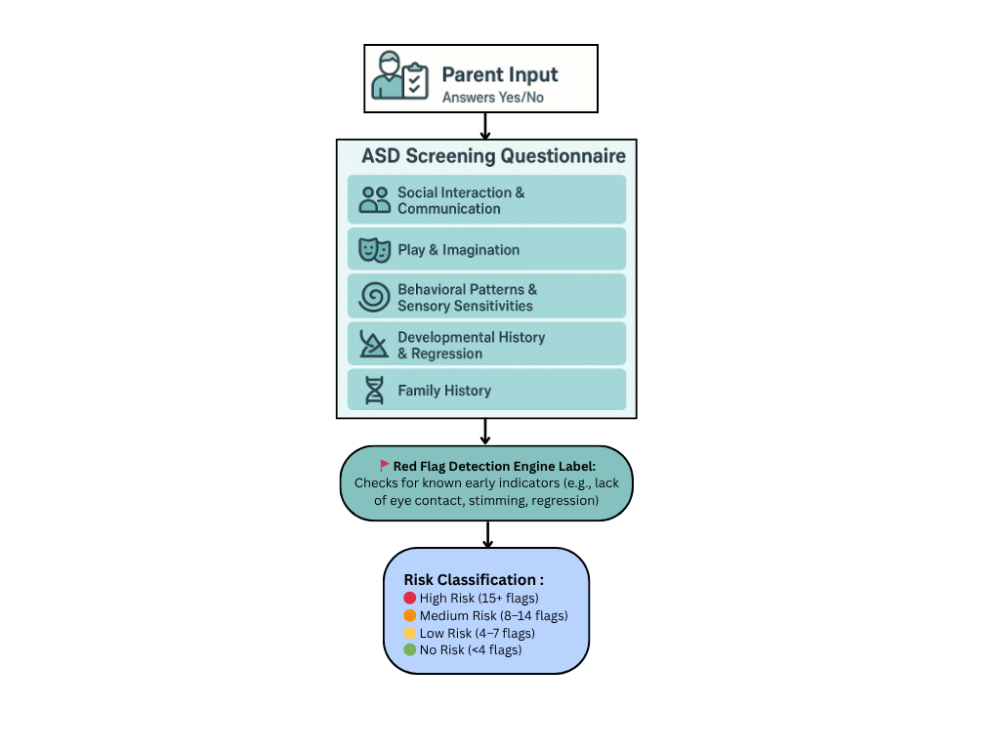 Parent Input
Answers Yes/No
ASD Screening Questionnaire
Social Interaction &
Communication
Play & Imagination
Behavioral Patterns &
Sensory Sensitivities
Developmental History
& Regression
Family History
Red Flag Detection Engine Label:
Checks for known early indicators (e.g., lack
of eye contact, stimming, regression)
Risk Classification :
High Risk (15+ flags)
Medium Risk (8–14 flags)
Low Risk (4–7 flags)
No Risk (<4 flags)